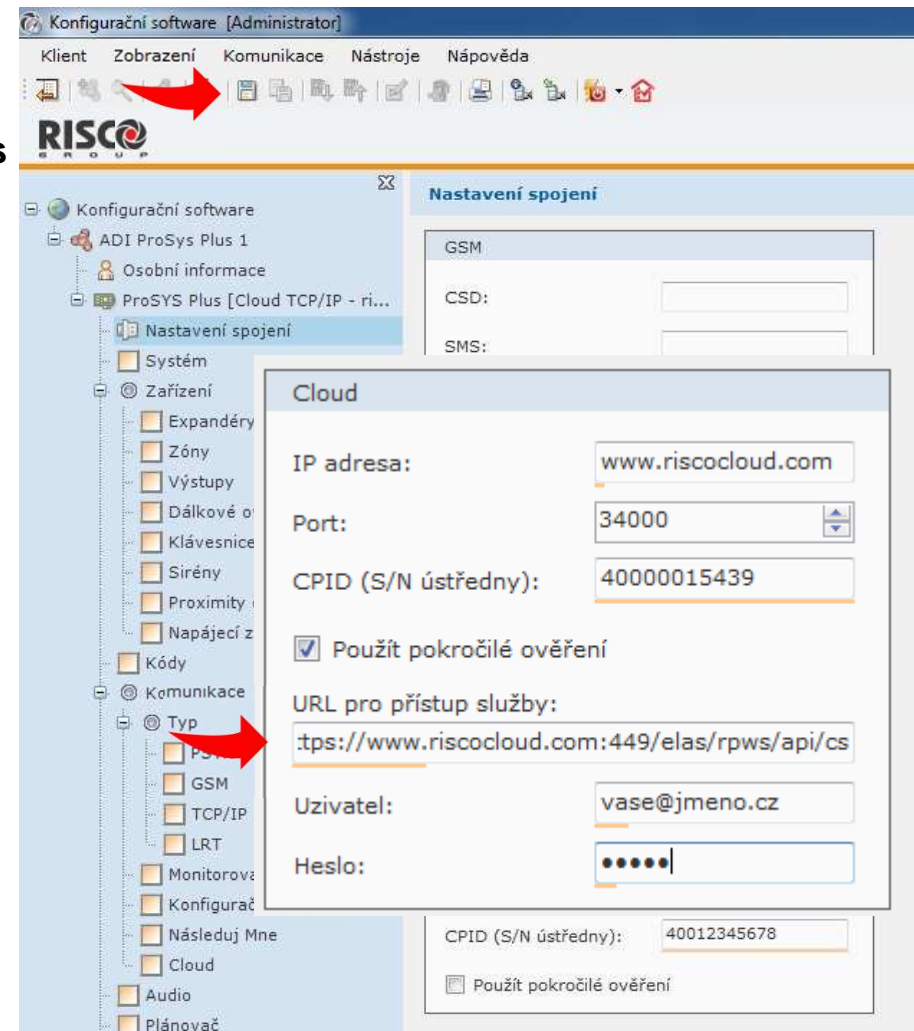 Konfigurační software [Administrator]
Klient Zobrazení Komunikace Nástroje Nápověda
RISCO
GROUP
s
Konfigurační software
ADI ProSys Plus 1
Osobní informace
ProSYS Plus [Cloud TCP/IP - ri...
Nastavení spojení
Systém
Zařízení
Expandéry
Zóny
Výstupy
Dálkové
Klávesnice
Sirény
Proximity
Napájecí z
Kódy
Komunikace
Typ
GSM
TCP/IP
LRT
Monitorova
Konfigurač
Následuj Mne
Cloud
Audio
Plánovač
Nastavení spojení
GSM
CSD:
SMS:
Cloud
IP adresa: www.riscocloud.com
Port: 34000
CPID (S/N ústředny): 40000015439
Použít pokročilé ověření
URL pro přístup služby:
:tps://www.riscocloud.com:449/elas/rpws/api/cs
Uzivatel: vase@jmeno.cz
Heslo: •••••
CPID (S/N ústředny): 40012345678
Použít pokročilé ověření